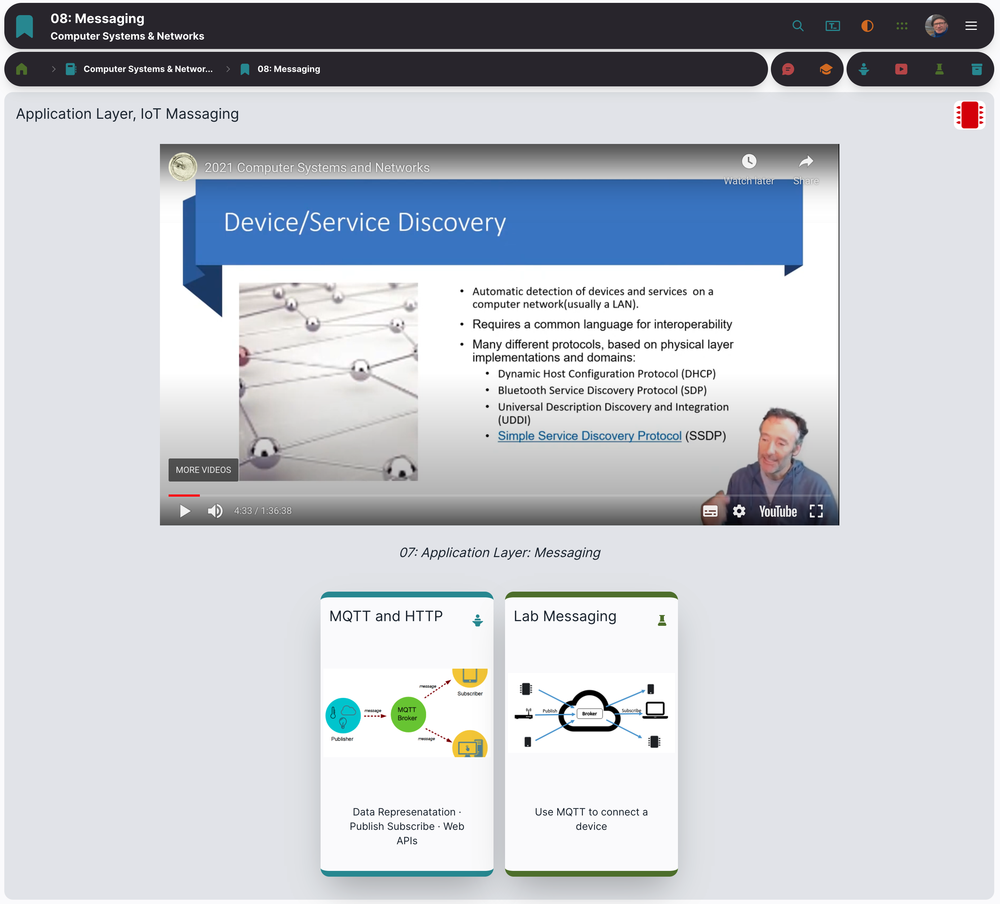 08: Messaging
Computer Systems & Networks
Computer Systems & Networ...
08: Messaging
Application Layer, IoT Massaging
2021 Computer Systems and Networks
Watch later
Share
Device/Service Discovery
• Automatic detection of devices and services on a
computer network(usually a LAN).
• Requires a common language for interoperability
• Many different protocols, based on physical layer
implementations and domains:
• Dynamic Host Configuration Protocol (DHCP)
• Bluetooth Service Discovery Protocol (SDP)
• Universal Description Discovery and Integration
(UDDI)
• Simple Service Discovery Protocol (SSDP)
MORE VIDEOS
4:33 / 1:36:38
YouTube
07: Application Layer: Messaging
MQTT and HTTP
message
Subscriber
message
MQTT
Broker
Publisher
message
Data Represenatation ·
Publish Subscribe · Web
APIs
Lab Messaging
Publish
Broker
Subscribe
Use MQTT to connect a
device